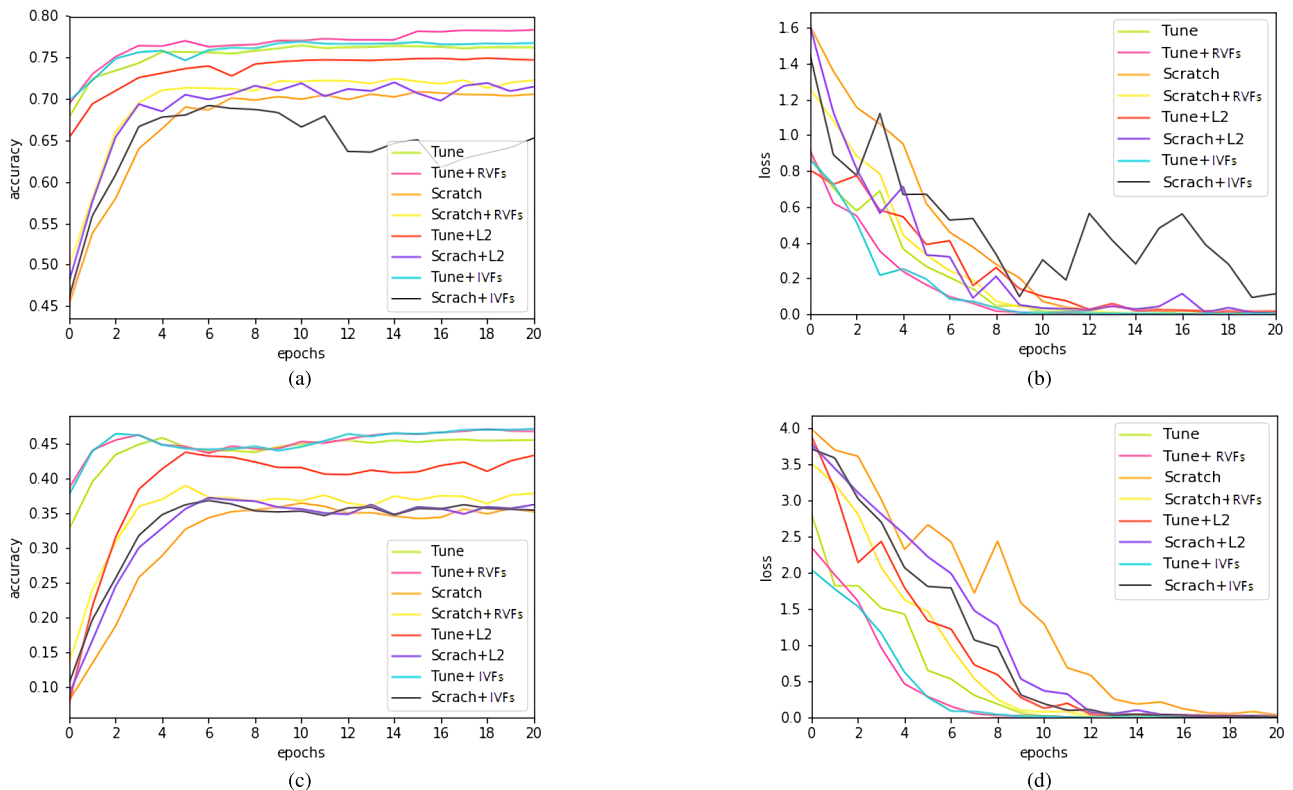 0.80
0.75
0.70
0.65
0.60
0.55
0.50
0.45
accuracy
0 2 4 6 8 10 12 14 16 18 20
epochs
Tune
Tune+RVFs
Scratch
Scratch+RVFs
Tune+L2
Scrach+L2
Tune+IVFs
Scrach+IVFs
(a)
1.6
1.4
1.2
1.0
0.8
0.6
0.4
0.2
0.0
loss
0 2 4 6 8 10 12 14 16 18 20
epochs
Tune
Tune+RVFs
Scratch
Scratch+RVFs
Tune+L2
Scrach+L2
Tune+IVFs
Scrach+IVFs
(b)
0.45
0.40
0.35
0.30
0.25
0.20
0.15
0.10
accuracy
0 2 4 6 8 10 12 14 16 18 20
epochs
Tune
Tune+RVFs
Scratch
Scratch+RVFs
Tune+L2
Scrach+L2
Tune+ IVFs
Scrach+IVFs
(c)
4.0
3.5
3.0
2.5
2.0
1.5
1.0
0.5
0.0
loss
0 2 4 6 8 10 12 14 16 18 20
epochs
Tune
Tune+ RVFs
Scratch
Scratch+RVFs
Tune+L2
Scrach+L2
Tune+IVFs
Scrach+IVFs
(d)